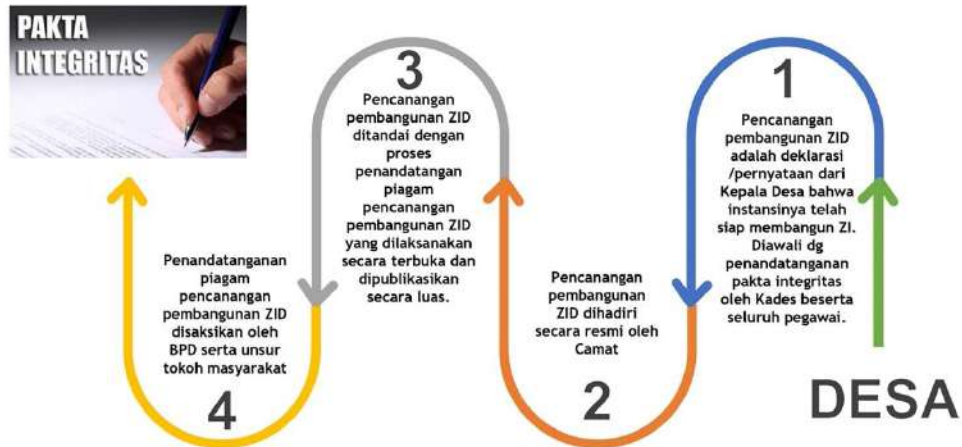 PAKTA
INTEGRITAS
3
Pencanangan
pembangunan ZID
ditandai dengan
proses
penandatangan
piagam
pencanangan
pembangunan ZID
yang dilaksanakan
secara terbuka dan
dipublikasikan
secara luas.
1
Pencanangan
pembangunan ZID
adalah deklarasi
/pernyataan dari
Kepala Desa bahwa
instansinya telah
siap membangun ZI.
Diawali dg
penandatanganan
pakta integritas
oleh Kades beserta
seluruh pegawai.
Penandatanganan
piagam
pencanangan
pembangunan ZID
disaksikan oleh
BPD serta unsur
tokoh masyarakat
4
Pencanangan
pembangunan
ZID dihadiri
secara resmi oleh
Camat
2
DESA